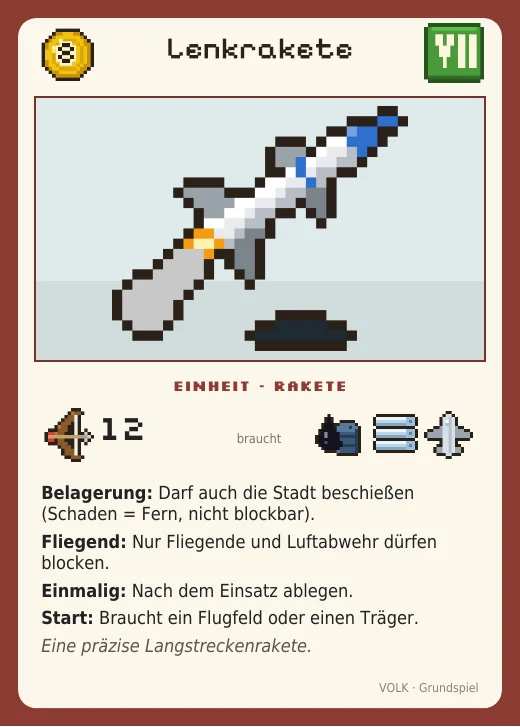 8
Lenkrakete
VII
EINHEIT - RAKETE
12
braucht
Belagerung: Darf auch die Stadt beschießen
(Schaden = Fern, nicht blockbar).
Fliegend: Nur Fliegende und Luftabwehr dürfen
blocken.
Einmalig: Nach dem Einsatz ablegen.
Start: Braucht ein Flugfeld oder einen Träger.
Eine präzise Langstreckenrakete.
VOLK · Grundspiel